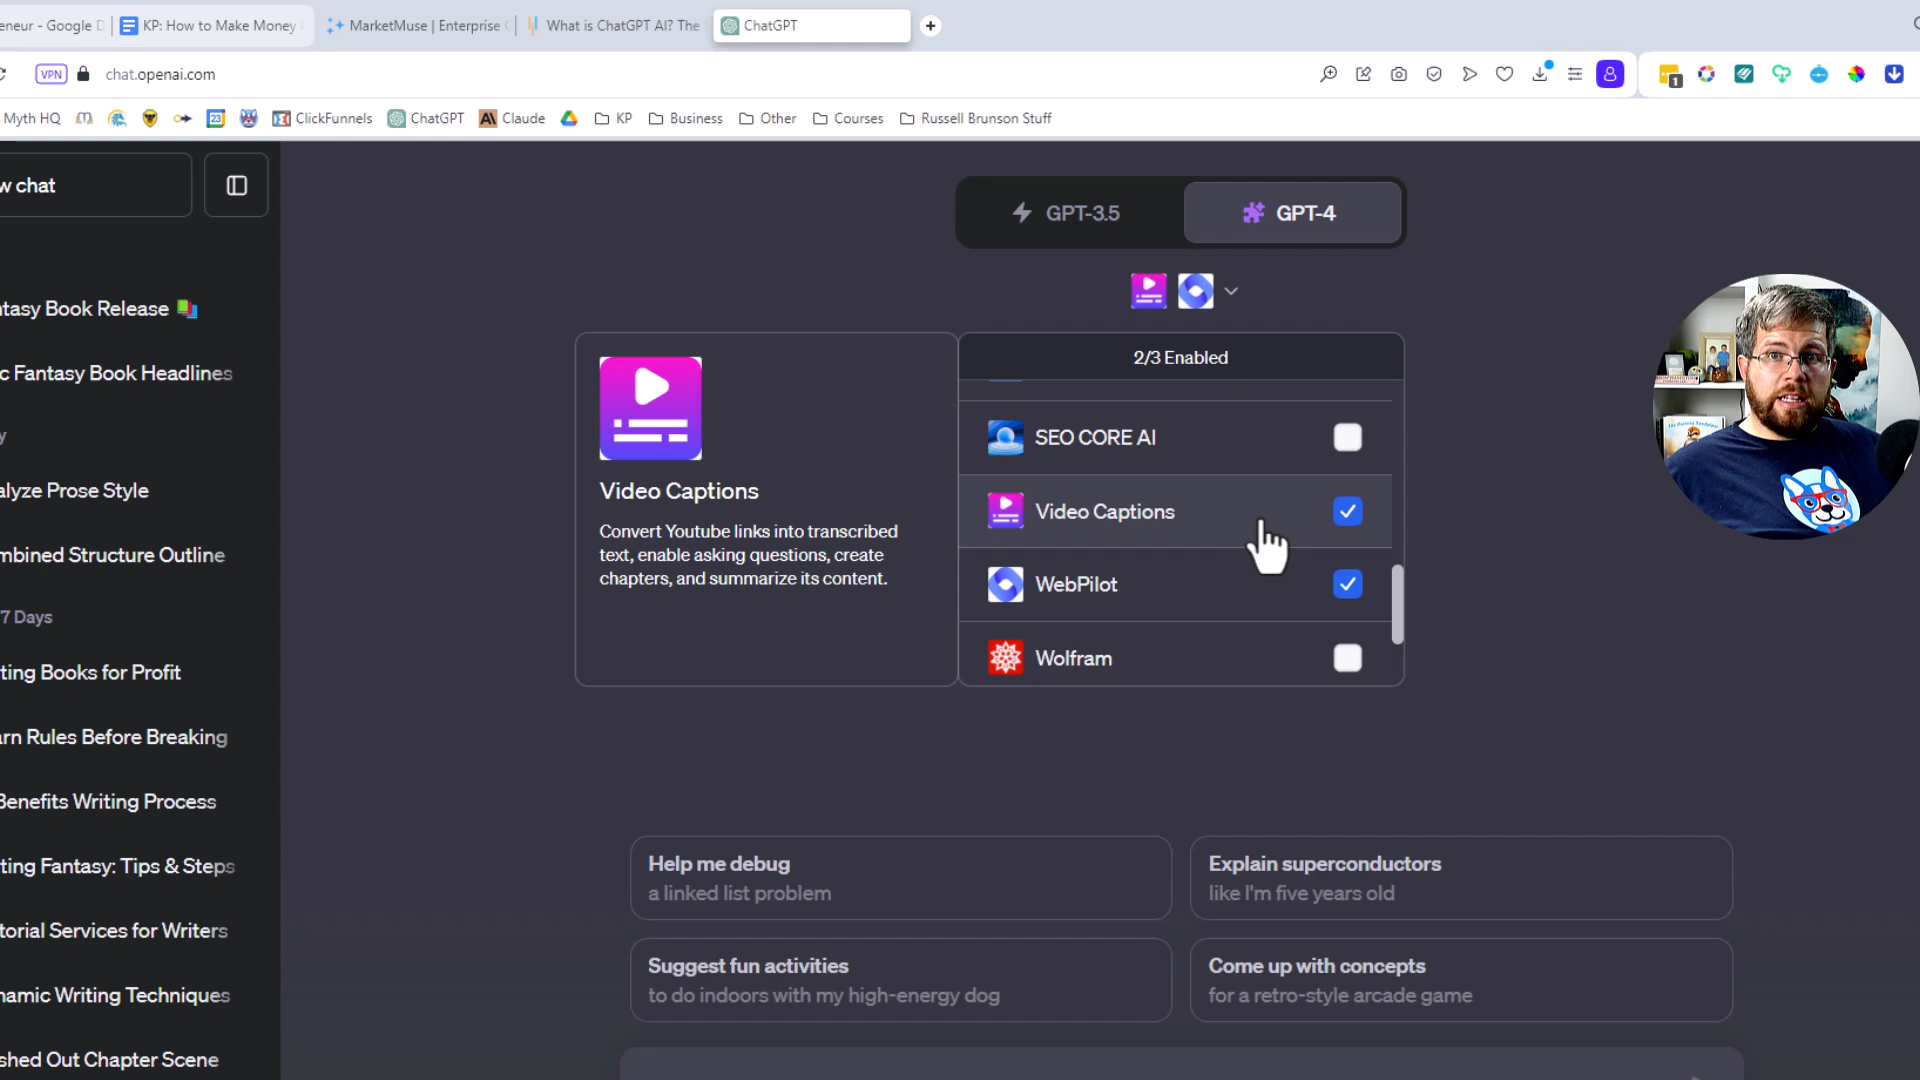 eneur - Google D
KP: How to Make Money
MarketMuse | Enterprise C
What is ChatGPT AI? The
ChatGPT
VPN
chat.openai.com
1
Myth HQ
23
ClickFunnels
ChatGPT
Claude
KP
Business
Other
Courses
Russell Brunson Stuff
w chat
GPT-3.5
GPT-4
2/3 Enabled
ntasy Book Release
c Fantasy Book Headlines
y
alyze Prose Style
mbined Structure Outline
7 Days
ting Books for Profit
arn Rules Before Breaking
Benefits Writing Process
ting Fantasy: Tips & Steps
torial Services for Writers
namic Writing Techniques
shed Out Chapter Scene
Video Captions
Convert Youtube links into transcribed
text, enable asking questions, create
chapters, and summarize its content.
SEO CORE AI
Video Captions
WebPilot
Wolfram
Help me debug
a linked list problem
Explain superconductors
like I'm five years old
Suggest fun activities
to do indoors with my high-energy dog
Come up with concepts
for a retro-style arcade game